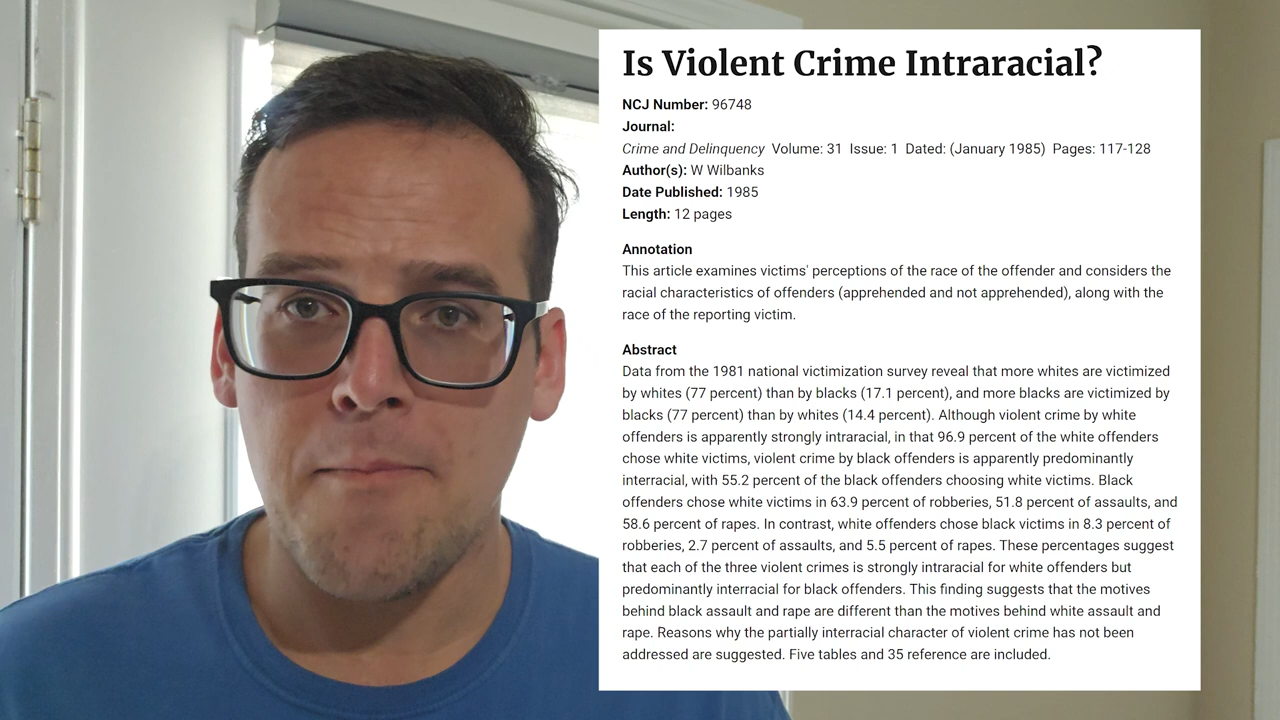 Is Violent Crime Intraracial?
NCJ Number: 96748
Journal:
Crime and Delinquency Volume: 31 Issue: 1 Dated: (January 1985) Pages: 117-128
Author(s): W Wilbanks
Date Published: 1985
Length: 12 pages
Annotation
This article examines victims' perceptions of the race of the offender and considers the
racial characteristics of offenders (apprehended and not apprehended), along with the
race of the reporting victim.
Abstract
Data from the 1981 national victimization survey reveal that more whites are victimized
by whites (77 percent) than by blacks (17.1 percent), and more blacks are victimized by
blacks (77 percent) than by whites (14.4 percent). Although violent crime by white
offenders is apparently strongly intraracial, in that 96.9 percent of the white offenders
chose white victims, violent crime by black offenders is apparently predominantly
interracial, with 55.2 percent of the black offenders choosing white victims. Black
offenders chose white victims in 63.9 percent of robberies, 51.8 percent of assaults, and
58.6 percent of rapes. In contrast, white offenders chose black victims in 8.3 percent of
robberies, 2.7 percent of assaults, and 5.5 percent of rapes. These percentages suggest
that each of the three violent crimes is strongly intraracial for white offenders but
predominantly interracial for black offenders. This finding suggests that the motives
behind black assault and rape are different than the motives behind white assault and
rape. Reasons why the partially interracial character of violent crime has not been
addressed are suggested. Five tables and 35 reference are included.